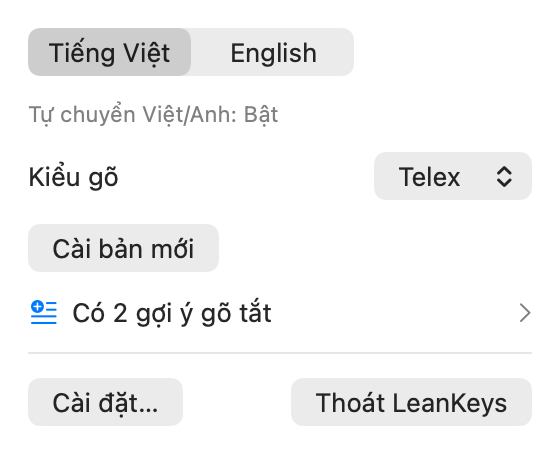 Tiếng Việt English
Tự chuyển Việt/Anh: Bật
Kiểu gõ Telex
Cài bản mới
Có 2 gợi ý gõ tắt
Cài đặt... Thoát LeanKeys